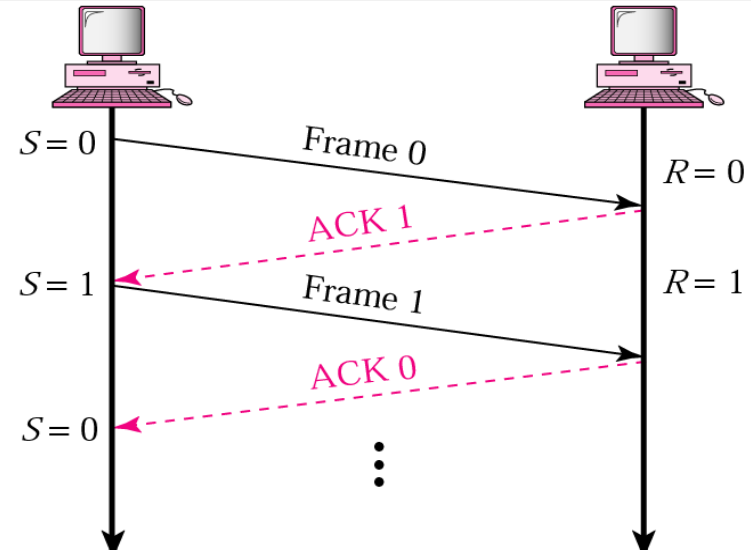 S = 0
Frame 0
R = 0
ACK 1
S = 1
Frame 1
R = 1
ACK 0
S = 0